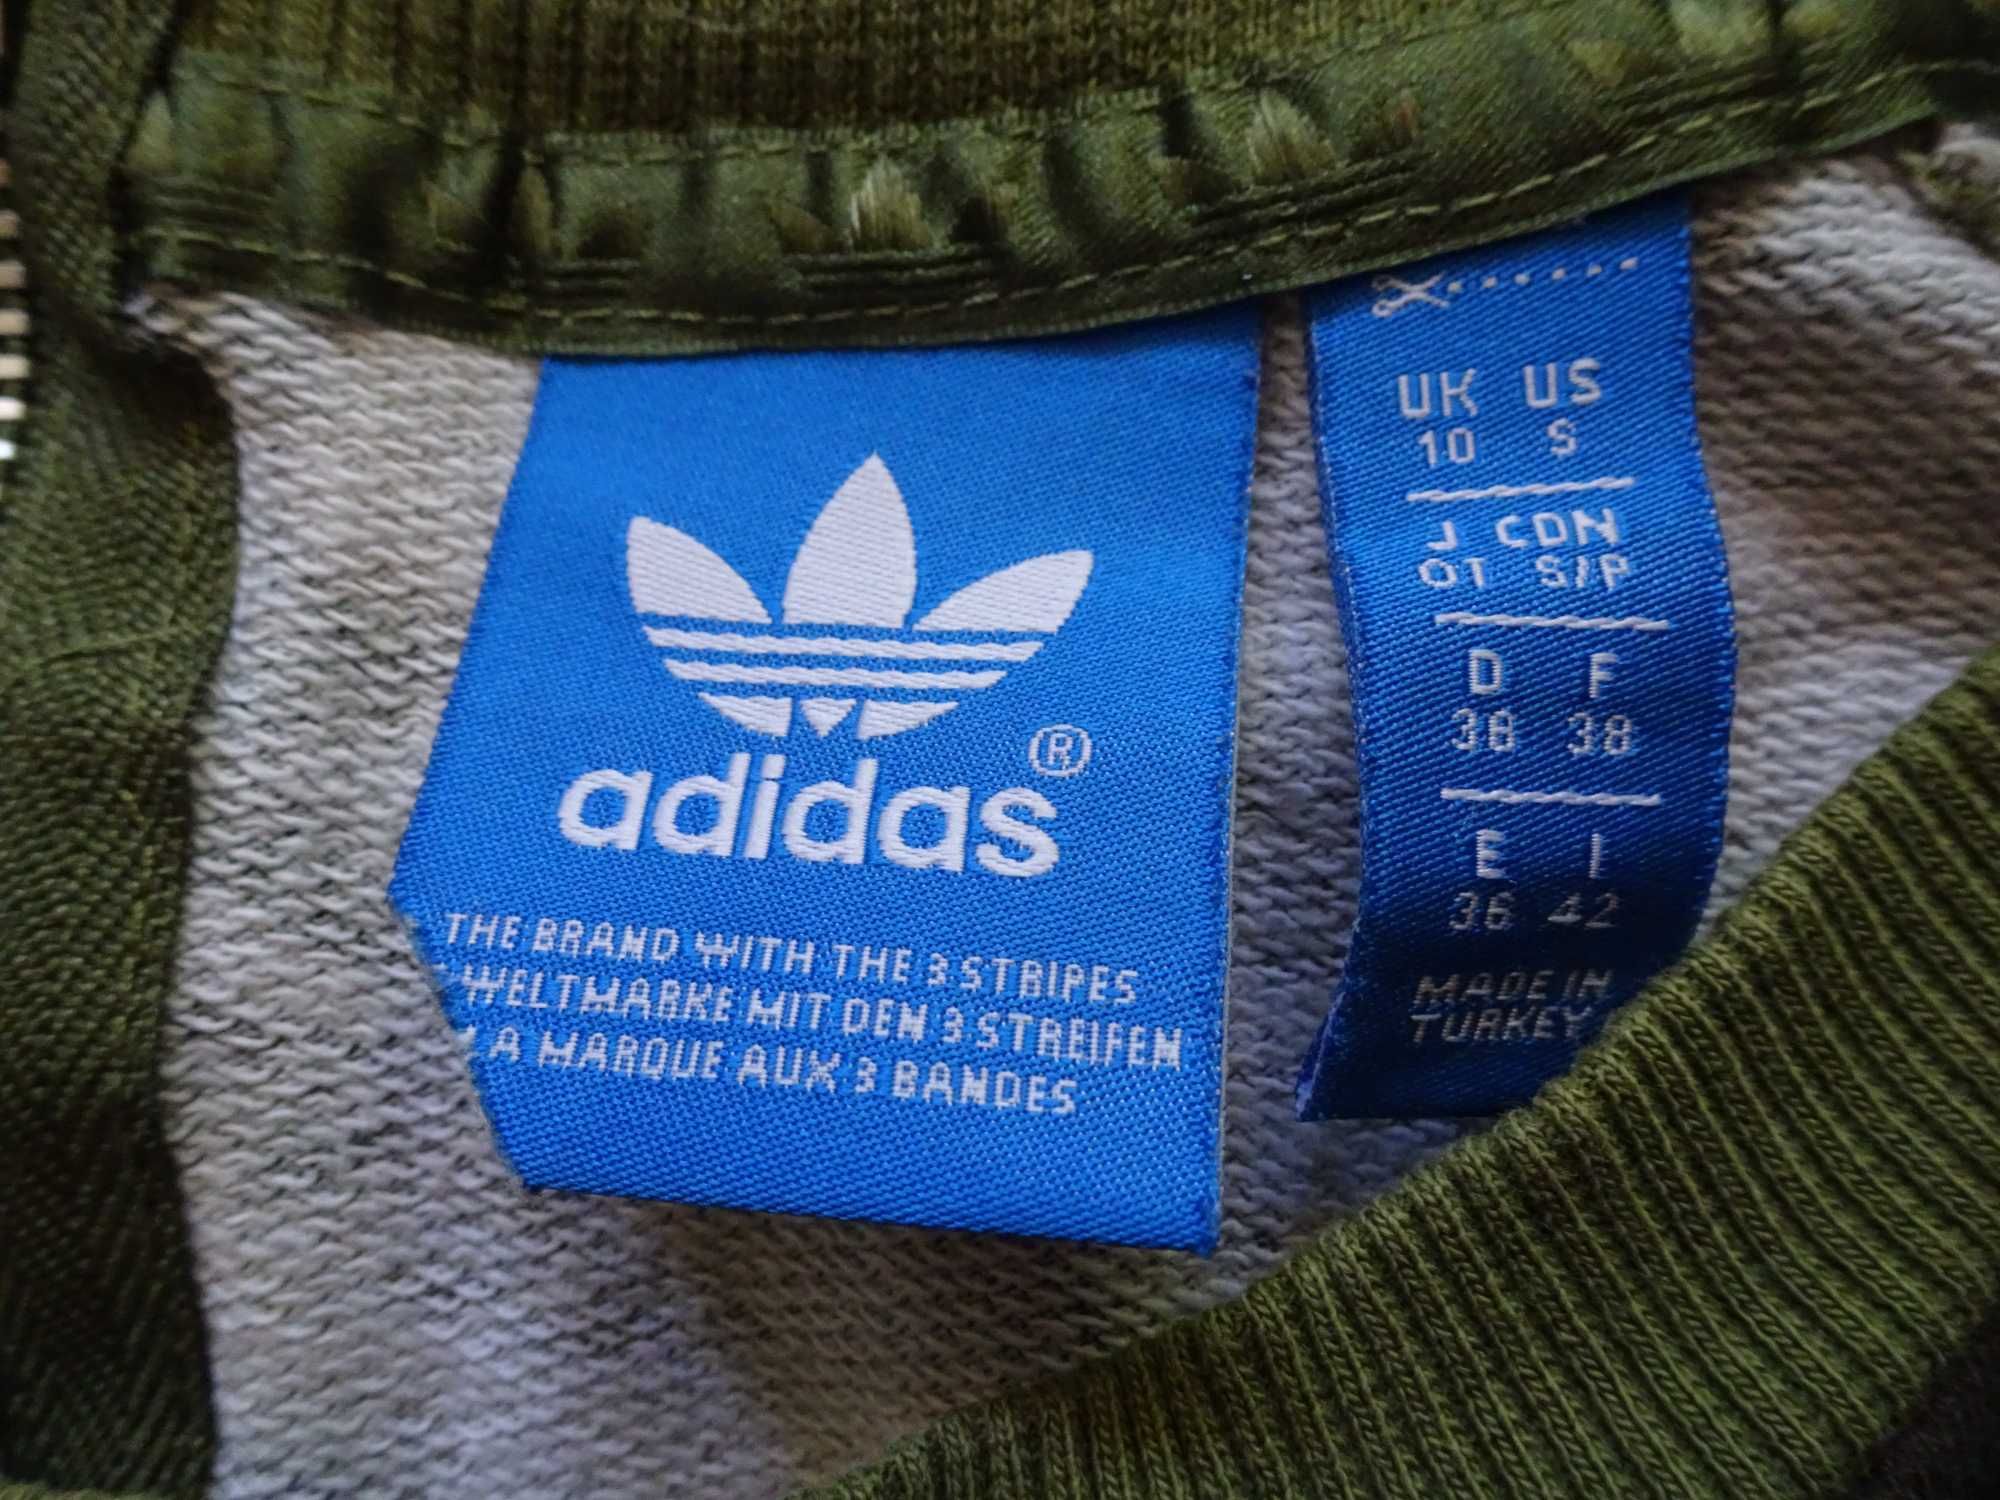 adidas®
THE BRAND WITH THE 3 STRIPES
WELTMARKE MIT DEN 3 STREIFEN
LA MARQUE AUX 3 BANDES
UK US
10 S
J CDN
OT S/P
D F
38 38
E I
36 42
MADE IN
TURKEY